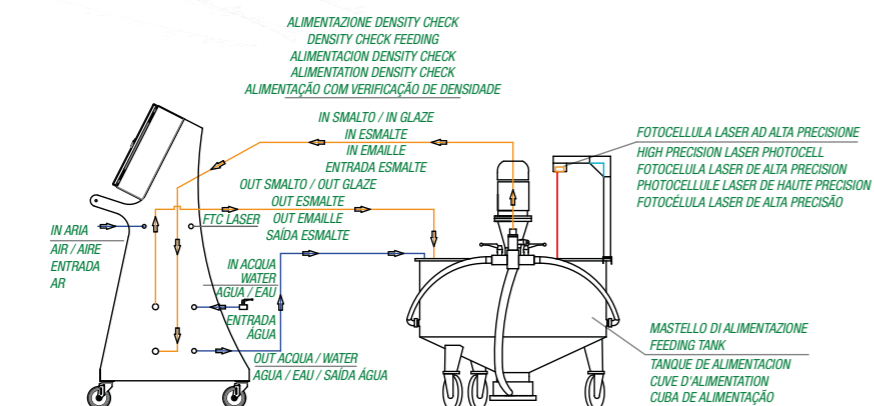 ALIMENTAZIONE DENSITY CHECK
DENSITY CHECK FEEDING
ALIMENTACION DENSITY CHECK
ALIMENTATION DENSITY CHECK
ALIMENTAÇÃO COM VERIFICAÇÃO DE DENSIDADE
IN SMALTO / IN GLAZE
IN ESMALTE
IN EMAILLE
ENTRADA ESMALTE
OUT SMALTO / OUT GLAZE
OUT ESMALTE
OUT EMAILLE
SAÍDA ESMALTE
FTC LASER
IN ARIA
AIR / AIRE
ENTRADA
AR
IN ACQUA
WATER
AGUA / EAU
ENTRADA
ÁGUA
OUT ACQUA / WATER
AGUA / EAU / SAÍDA ÁGUA
FOTOCELLULA LASER AD ALTA PRECISIONE
HIGH PRECISION LASER PHOTOCELL
FOTOCELULA LASER DE ALTA PRECISION
PHOTOCELLULE LASER DE HAUTE PRECISION
FOTOCÉLULA LASER DE ALTA PRECISÃO
MASTELLO DI ALIMENTAZIONE
FEEDING TANK
TANQUE DE ALIMENTACION
CUVE D'ALIMENTATION
CUBA DE ALIMENTAÇÃO